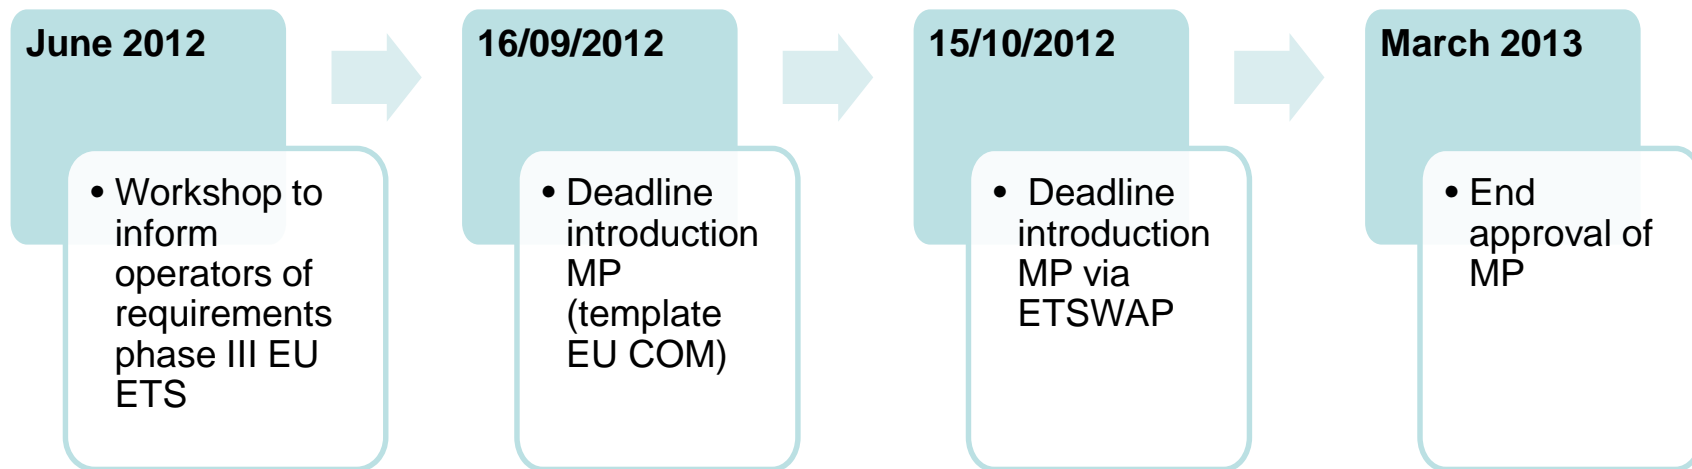 June 2012
• Workshop to
inform
operators of
requirements
phase III EU
ETS
16/09/2012
• Deadline
introduction
MP
(template
EU COM)
15/10/2012
• Deadline
introduction
MP via
ETSWAP
March 2013
• End
approval of
MP